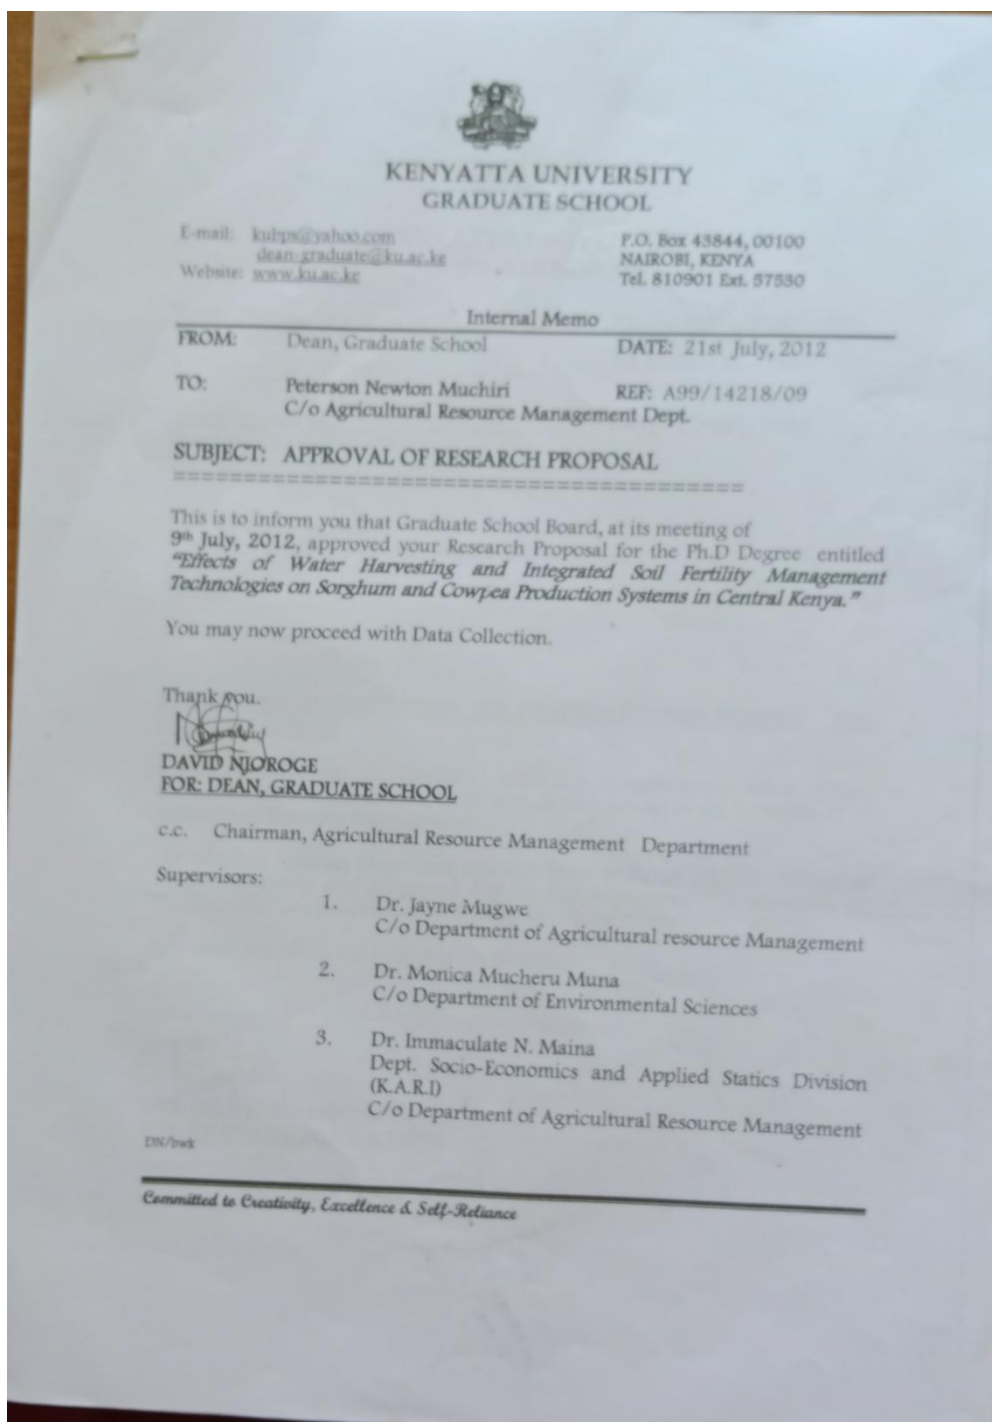 KENYATTA UNIVERSITY
GRADUATE SCHOOL
E-mail: kubps@yahoo.com
dean-graduate@ku.ac.ke
Website: www.ku.ac.ke
P.O. Box 43844, 00100
NAIROBI, KENYA
Tel. 810901 Ext. 57530
Internal Memo
FROM: Dean, Graduate School DATE: 21st July, 2012
TO: Peterson Newton Muchiri REF: A99/14218/09
C/o Agricultural Resource Management Dept.
SUBJECT: APPROVAL OF RESEARCH PROPOSAL
=========================================
This is to inform you that Graduate School Board, at its meeting of
9th July, 2012, approved your Research Proposal for the Ph.D Degree entitled
“Effects of Water Harvesting and Integrated Soil Fertility Management
Technologies on Sorghum and Cowpea Production Systems in Central Kenya.”
You may now proceed with Data Collection.
Thank you.
DAVID NJOROGE
FOR: DEAN, GRADUATE SCHOOL
c.c. Chairman, Agricultural Resource Management Department
Supervisors:
1. Dr. Jayne Mugwe
C/o Department of Agricultural resource Management
2. Dr. Monica Mucheru Muna
C/o Department of Environmental Sciences
3. Dr. Immaculate N. Maina
Dept. Socio-Economics and Applied Statics Division
(K.A.R.I)
C/o Department of Agricultural Resource Management
DN/bwk
Committed to Creativity, Excellence & Self-Reliance